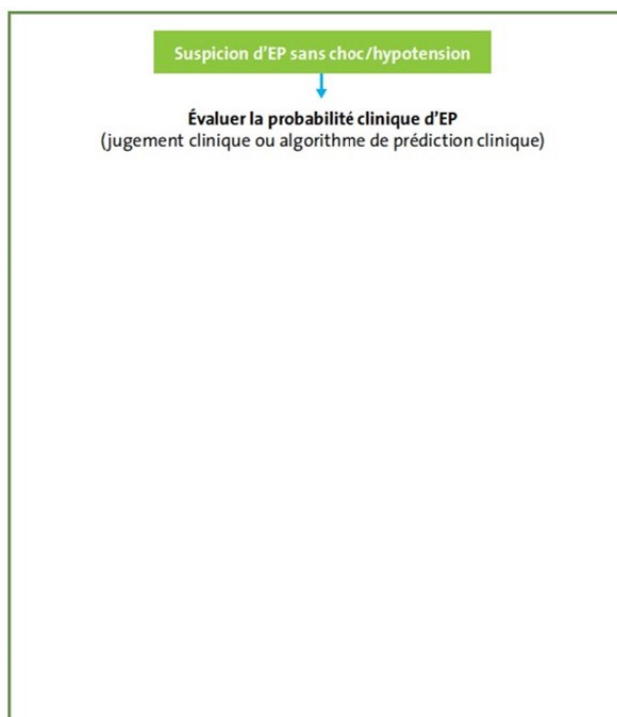 Suspicion d'EP sans choc/hypotension
Évaluer la probabilité clinique d'EP
(jugement clinique ou algorithme de prédiction clinique)